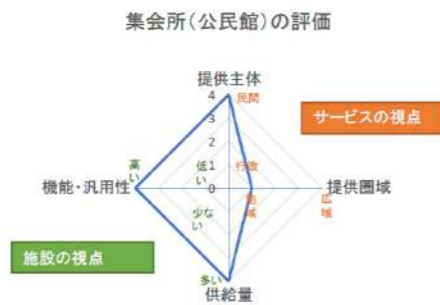 集会所(公民館)の評価
提供主体
4
民間
3
サービスの視点
2
高い
低い
1
行政
機能・汎用性
0
地域
提供圏域
広域
少ない
施設の視点
多い
供給量